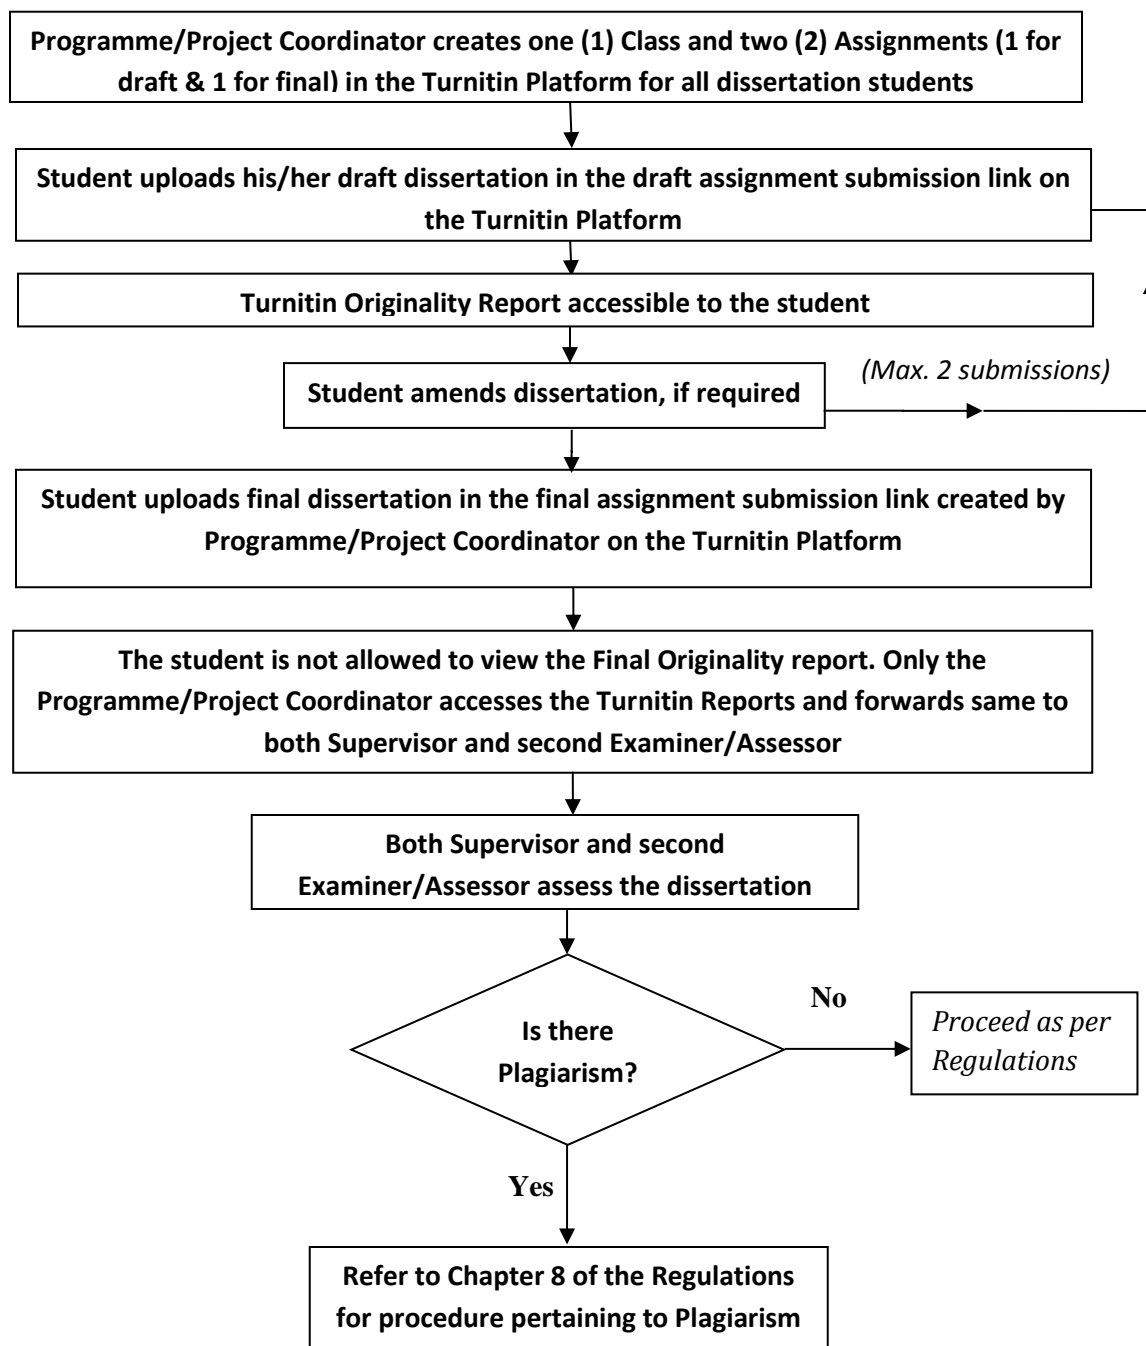 Programme/Project Coordinator creates one (1) Class and two (2) Assignments (1 for
draft & 1 for final) in the Turnitin Platform for all dissertation students
Student uploads his/her draft dissertation in the draft assignment submission link on
the Turnitin Platform
Turnitin Originality Report accessible to the student
Student amends dissertation, if required
(Max. 2 submissions)
Student uploads final dissertation in the final assignment submission link created by
Programme/Project Coordinator on the Turnitin Platform
The student is not allowed to view the Final Originality report. Only the
Programme/Project Coordinator accesses the Turnitin Reports and forwards same to
both Supervisor and second Examiner/Assessor
Both Supervisor and second
Examiner/Assessor assess the dissertation
Is there
Plagiarism?
No
Proceed as per
Regulations
Yes
Refer to Chapter 8 of the Regulations
for procedure pertaining to Plagiarism